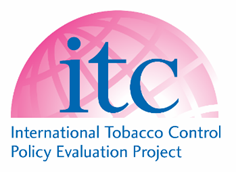 itc
International Tobacco Control
Policy Evaluation Project